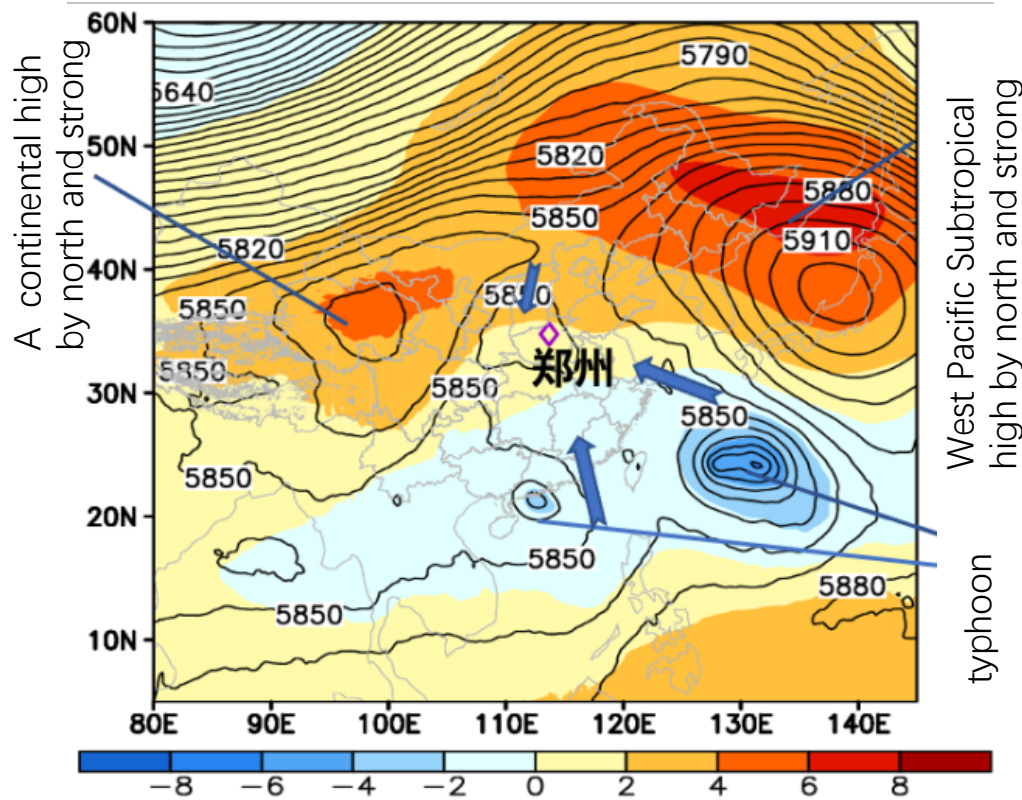 A continental high
by north and strong
60N
50N
40N
30N
20N
10N
5640
5790
5820
5850
5880
5910
5820
5850
5850
5850
郑州
5850
5850
5850
5850
5850
5880
West Pacific Subtropical
high by north and strong
typhoon
80E 90E 100E 110E 120E 130E 140E
−8 −6 −4 −2 0 2 4 6 8